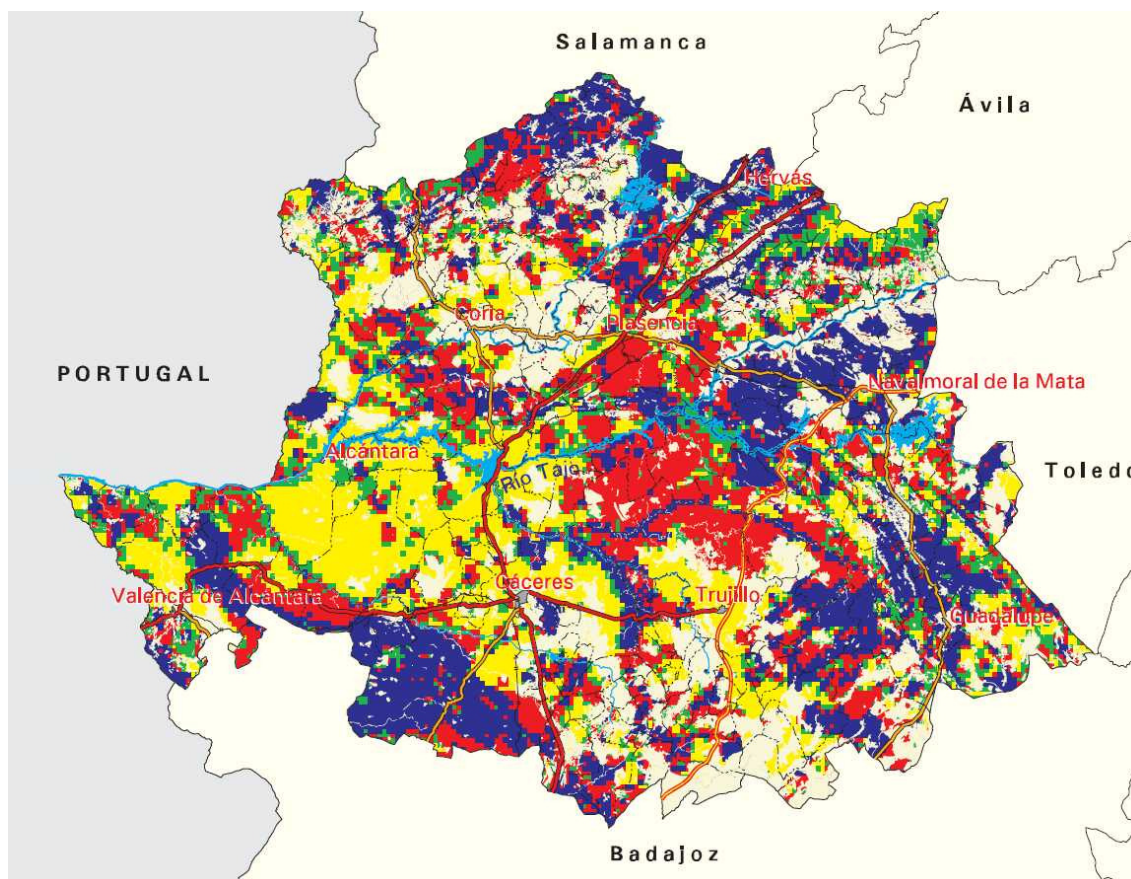 Salamanca
Ávila
Hervás
Coria
Plasencia
PORTUGAL
Navalmoral de la Mata
Alcántara
Río Tajo
Toledo
Cáceres
Valencia de Alcántara
Trujillo
Guadalupe
Badajoz